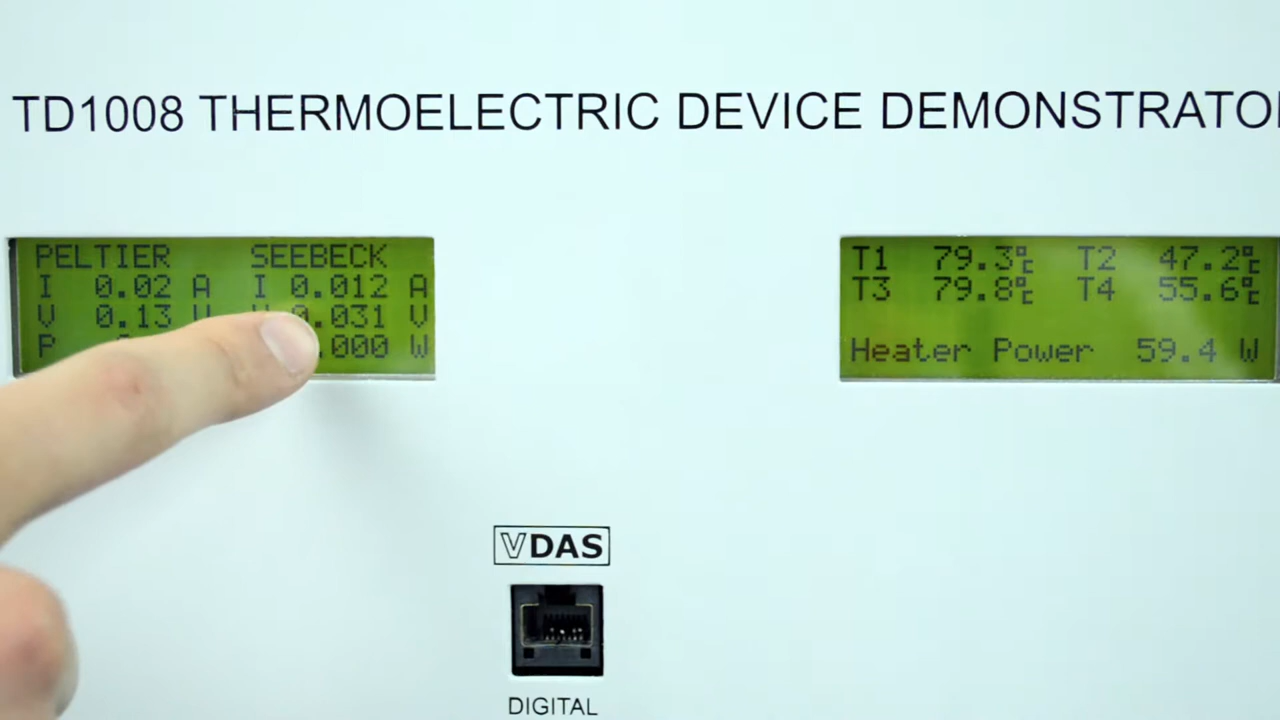 TD1008 THERMOELECTRIC DEVICE DEMONSTRATO
PELTIER SEEBECK
I 0.02 A I 0.012 A
V 0.13 V V 0.031 V
P .000 W
T1 79.3°C T2 47.2°C
T3 79.8°C T4 55.6°C
Heater Power 59.4 W
VDAS
DIGITAL